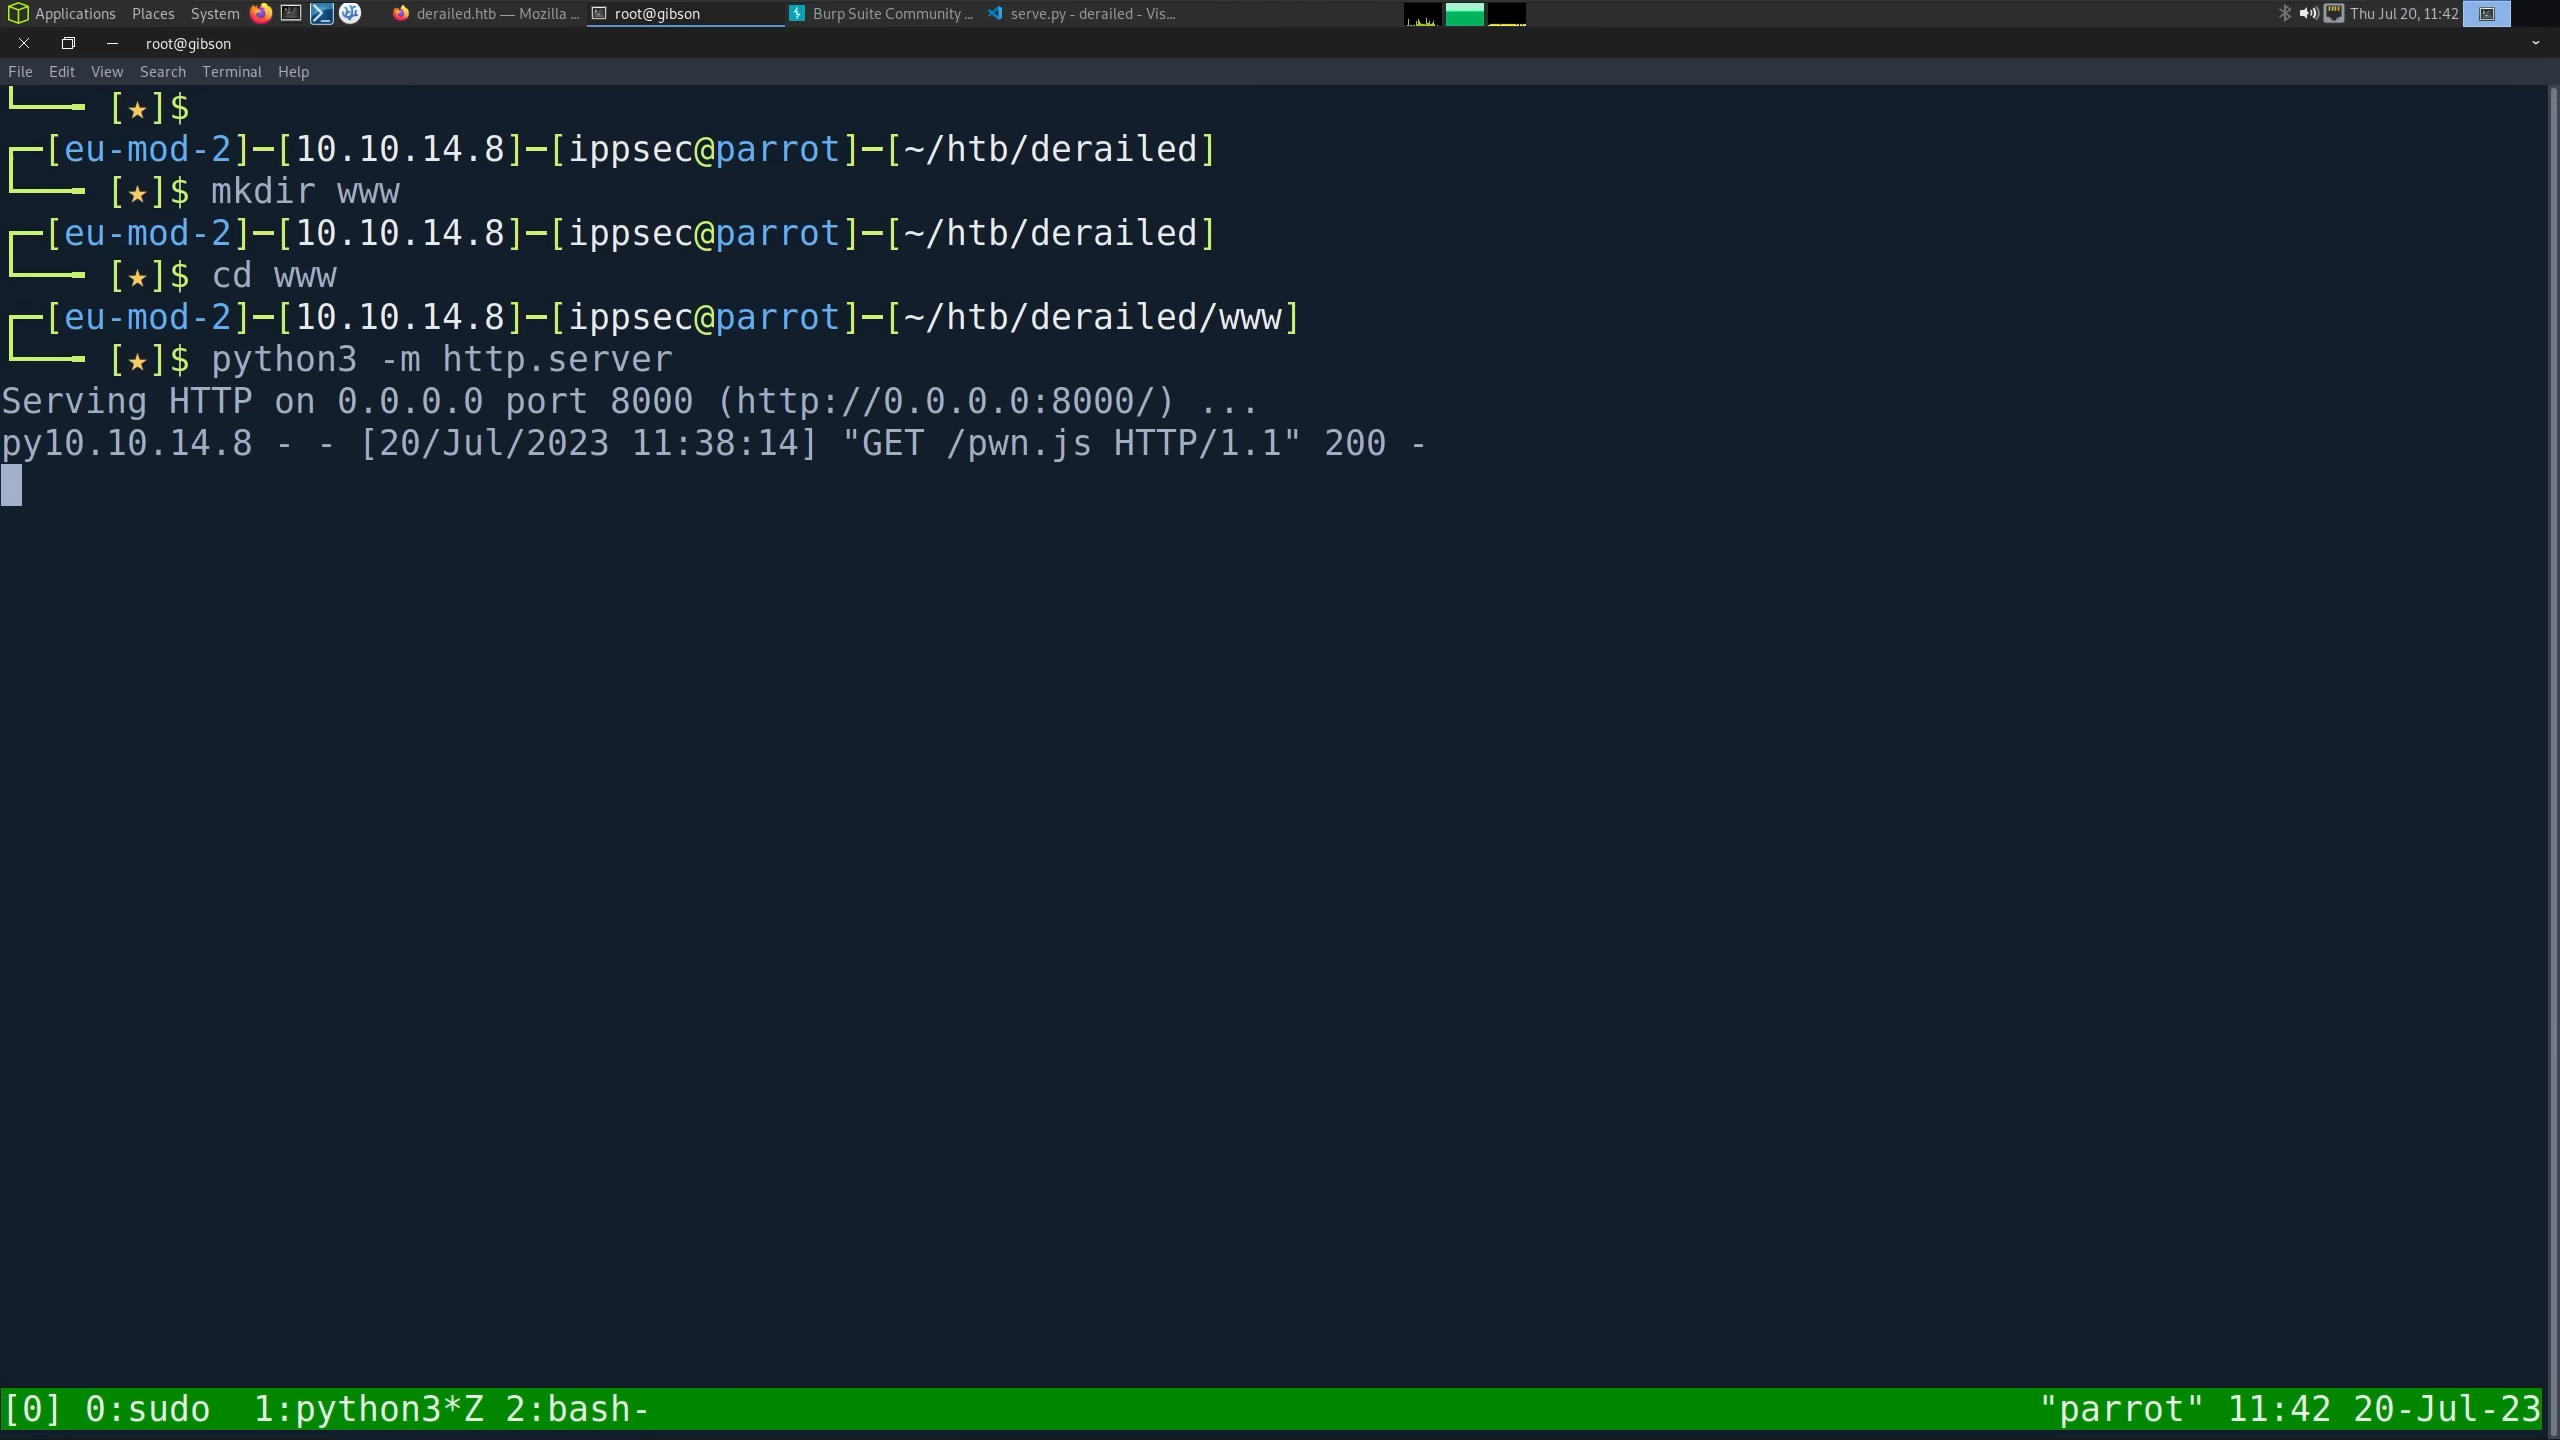 Applications Places System derailed.htb — Mozilla ... root@gibson Burp Suite Community ... serve.py - derailed - Vis... Thu Jul 20, 11:42
root@gibson
File Edit View Search Terminal Help
└──╼ [★]$
┌─[eu-mod-2]─[10.10.14.8]─[ippsec@parrot]─[~/htb/derailed]
└──╼ [★]$ mkdir www
┌─[eu-mod-2]─[10.10.14.8]─[ippsec@parrot]─[~/htb/derailed]
└──╼ [★]$ cd www
┌─[eu-mod-2]─[10.10.14.8]─[ippsec@parrot]─[~/htb/derailed/www]
└──╼ [★]$ python3 -m http.server
Serving HTTP on 0.0.0.0 port 8000 (http://0.0.0.0:8000/) ...
py10.10.14.8 - - [20/Jul/2023 11:38:14] "GET /pwn.js HTTP/1.1" 200 -
[0] 0:sudo  1:python3*Z 2:bash- "parrot" 11:42 20-Jul-23